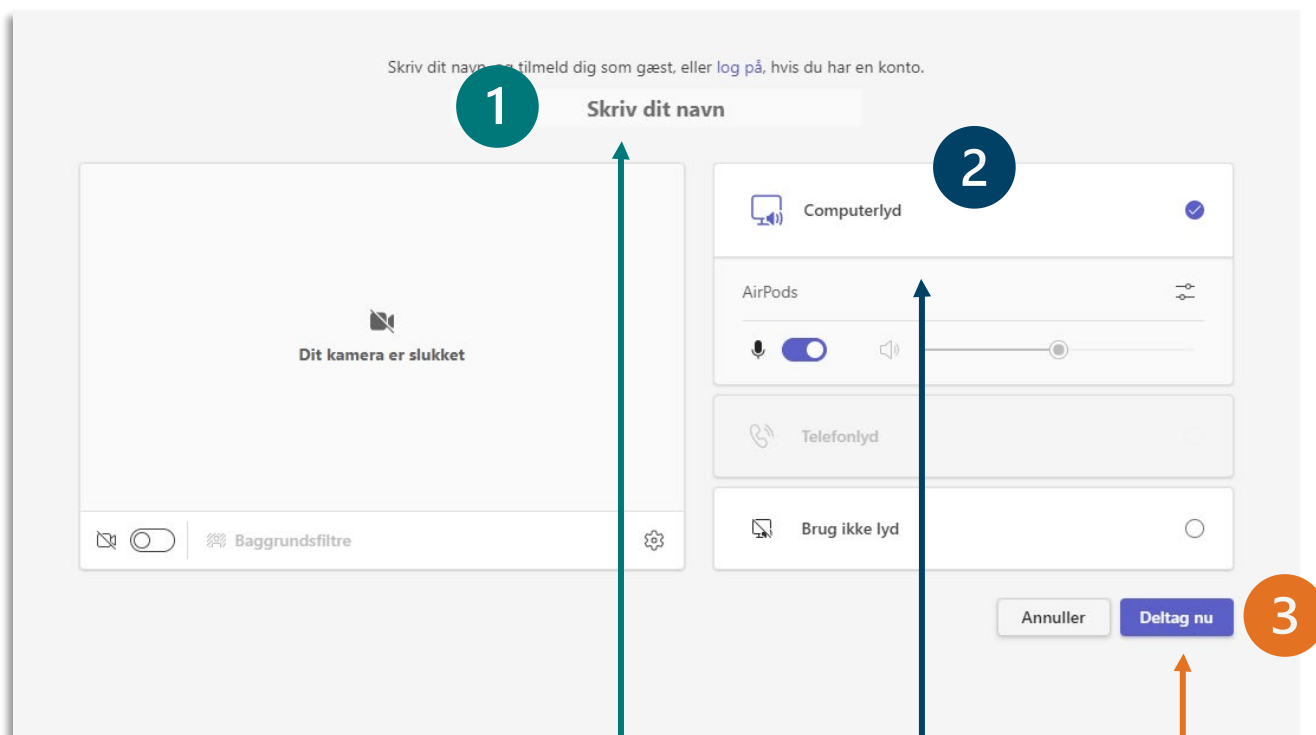 Skriv dit navn, og tilmeld dig som gæst, eller log på, hvis du har en konto.
1
Skriv dit navn
2
Computerlyd
AirPods
Dit kamera er slukket
Telefonlyd
Baggrundsfiltre
Brug ikke lyd
Annuller
Deltag nu
3